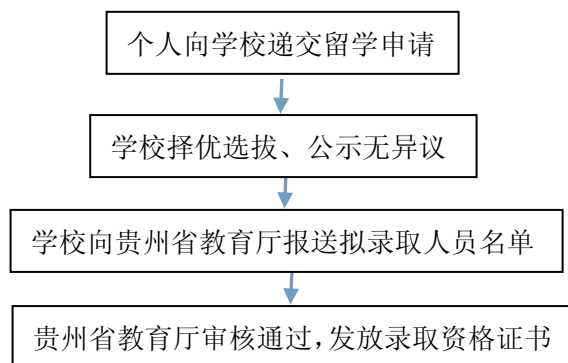 个人向学校递交留学申请
学校择优选拔、公示无异议
学校向贵州省教育厅报送拟录取人员名单
贵州省教育厅审核通过,发放录取资格证书